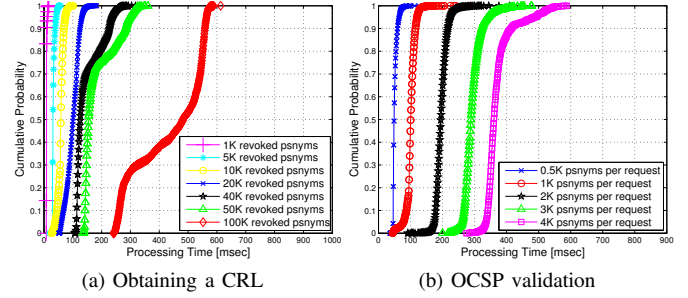 Cumulative Probability
1
0.9
0.8
0.7
0.6
0.5
0.4
0.3
0.2
0.1
0
0 100 200 300 400 500 600 700 800 900 1000
Processing Time [msec]
1K revoked psnyms
5K revoked psnyms
10K revoked psnyms
20K revoked psnyms
40K revoked psnyms
50K revoked psnyms
100K revoked psnyms
(a) Obtaining a CRL
Cumulative Probability
1
0.9
0.8
0.7
0.6
0.5
0.4
0.3
0.2
0.1
0
0 100 200 300 400 500 600 700 800 900
Processing Time [msec]
0.5K psnyms per request
1K psnyms per request
2K psnyms per request
3K psnyms per request
4K psnyms per request
(b) OCSP validation